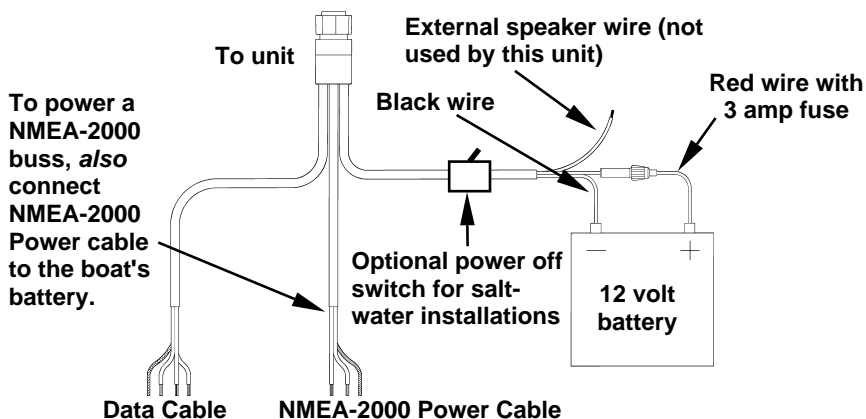 To unit
External speaker wire (not
used by this unit)
Black wire
Red wire with
3 amp fuse
To power a
NMEA-2000
buss, also
connect
NMEA-2000
Power cable
to the boat's
battery.
Optional power off
switch for salt-
water installations
− +
12 volt
battery
Data Cable
NMEA-2000 Power Cable